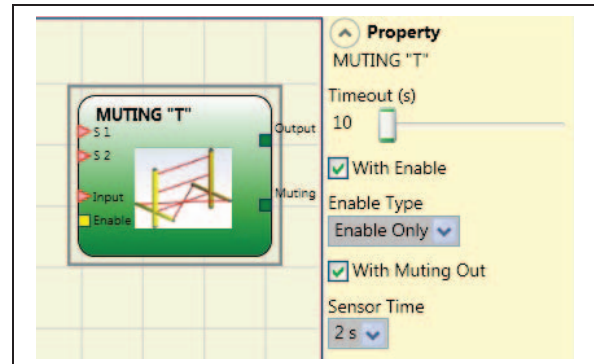 MUTING "T"
S 1
S 2
Input
Enable
Output
Muting
Property
MUTING "T"
Timeout (s)
10
With Enable
Enable Type
Enable Only
With Muting Out
Sensor Time
2 s